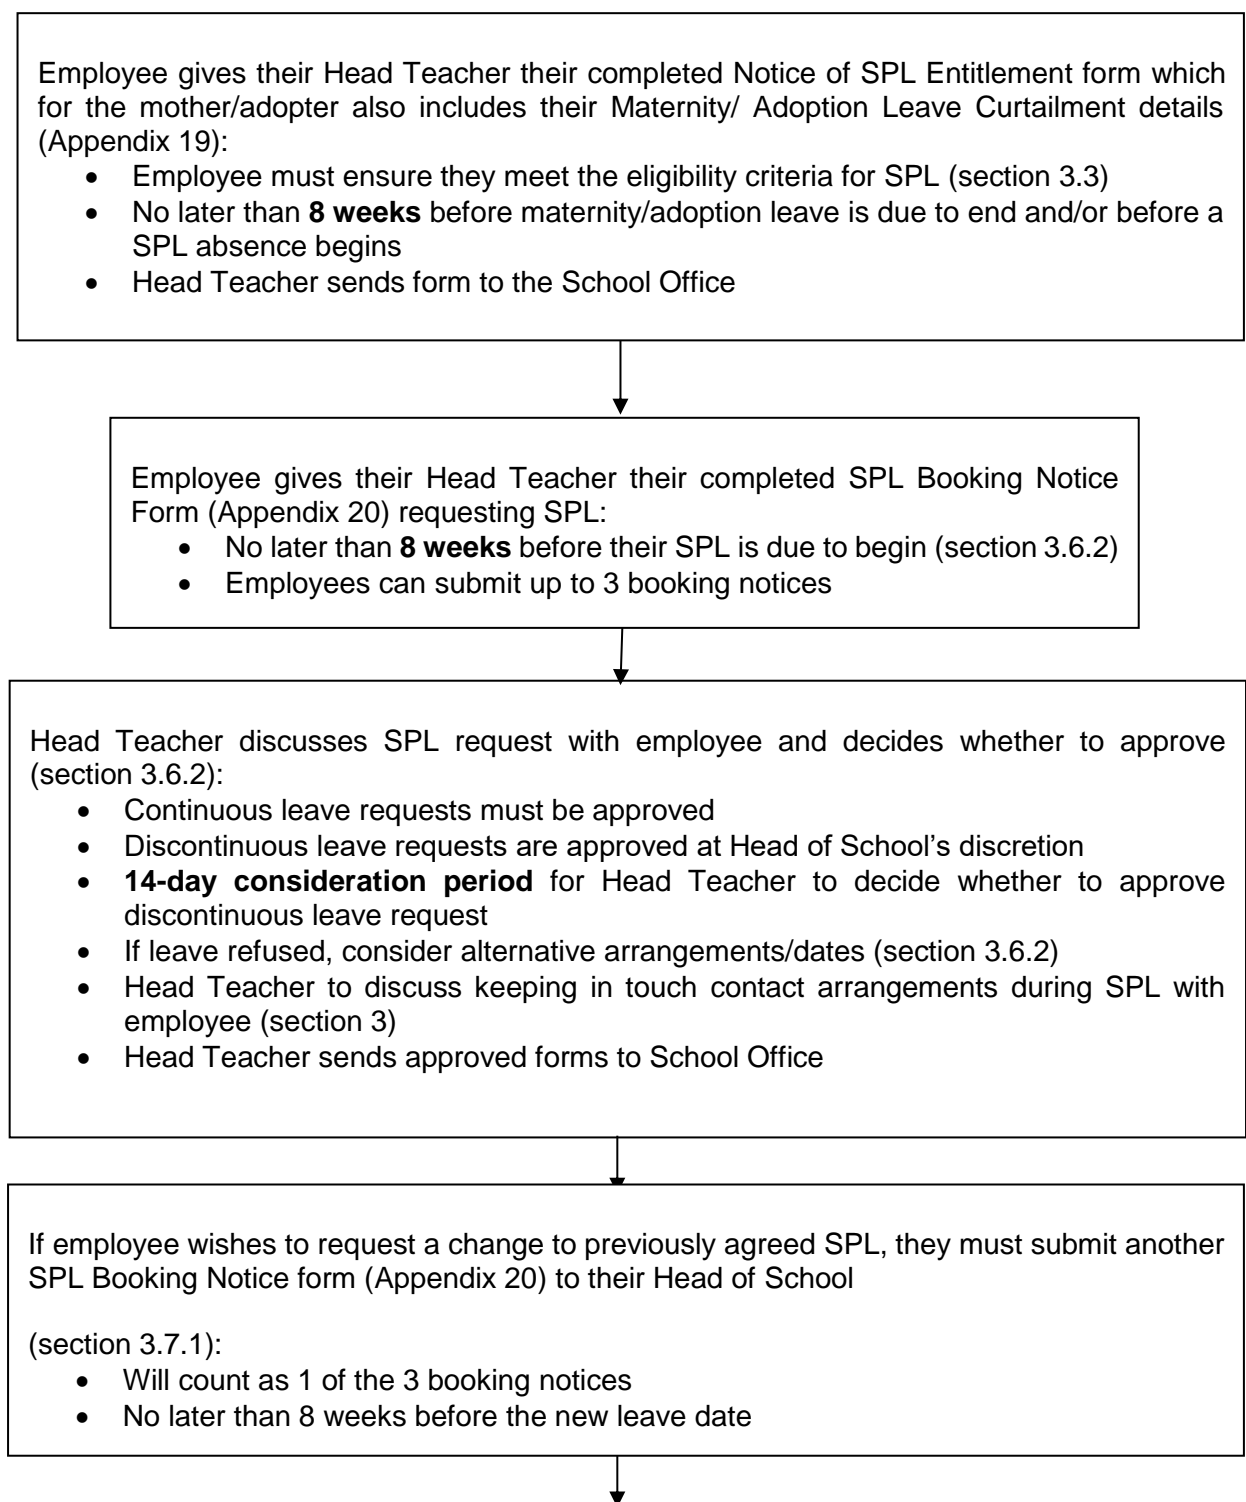 Employee gives their Head Teacher their completed Notice of SPL Entitlement form which
for the mother/adopter also includes their Maternity/ Adoption Leave Curtailment details
(Appendix 19):
• Employee must ensure they meet the eligibility criteria for SPL (section 3.3)
• No later than 8 weeks before maternity/adoption leave is due to end and/or before a
SPL absence begins
• Head Teacher sends form to the School Office
Employee gives their Head Teacher their completed SPL Booking Notice
Form (Appendix 20) requesting SPL:
• No later than 8 weeks before their SPL is due to begin (section 3.6.2)
• Employees can submit up to 3 booking notices
Head Teacher discusses SPL request with employee and decides whether to approve
(section 3.6.2):
• Continuous leave requests must be approved
• Discontinuous leave requests are approved at Head of School’s discretion
• 14-day consideration period for Head Teacher to decide whether to approve
discontinuous leave request
• If leave refused, consider alternative arrangements/dates (section 3.6.2)
• Head Teacher to discuss keeping in touch contact arrangements during SPL with
employee (section 3)
• Head Teacher sends approved forms to School Office
If employee wishes to request a change to previously agreed SPL, they must submit another
SPL Booking Notice form (Appendix 20) to their Head of School
(section 3.7.1):
• Will count as 1 of the 3 booking notices
• No later than 8 weeks before the new leave date